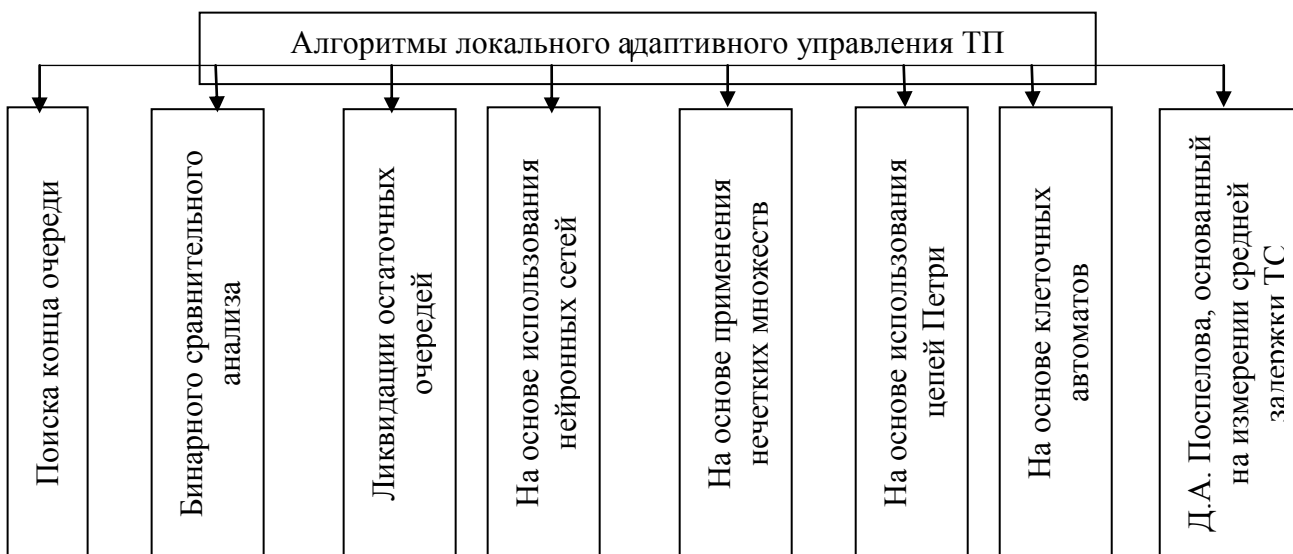 Алгоритмы локального адаптивного управления ТП
Поиска конца очереди
Бинарного сравнительного
анализа
Ликвидации остаточных
очередей
На основе использования
нейронных сетей
На основе применения
нечетких множеств
На основе использования
цепей Петри
На основе клеточных
автоматов
Д.А. Поспелова, основанный
на измерении средней
задержки ТС